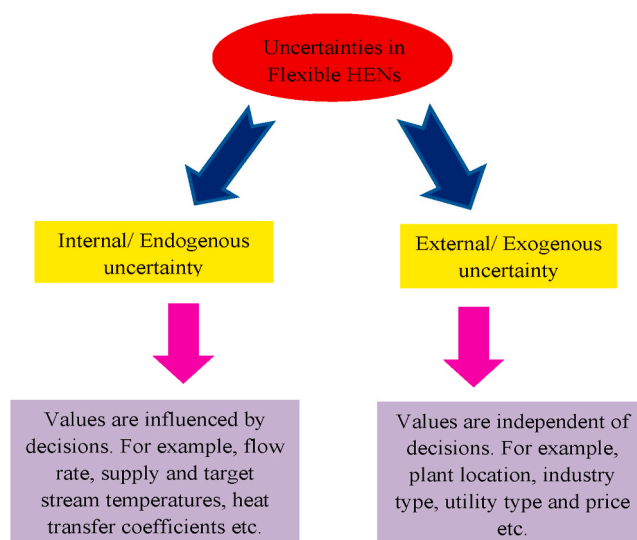 Uncertainties in
Flexible HENs
Internal/ Endogenous
uncertainty
External/ Exogenous
uncertainty
Values are influenced by
decisions. For example, flow
rate, supply and target
stream temperatures, heat
transfer coefficients etc.
Values are independent of
decisions. For example,
plant location, industry
type, utility type and price
etc.